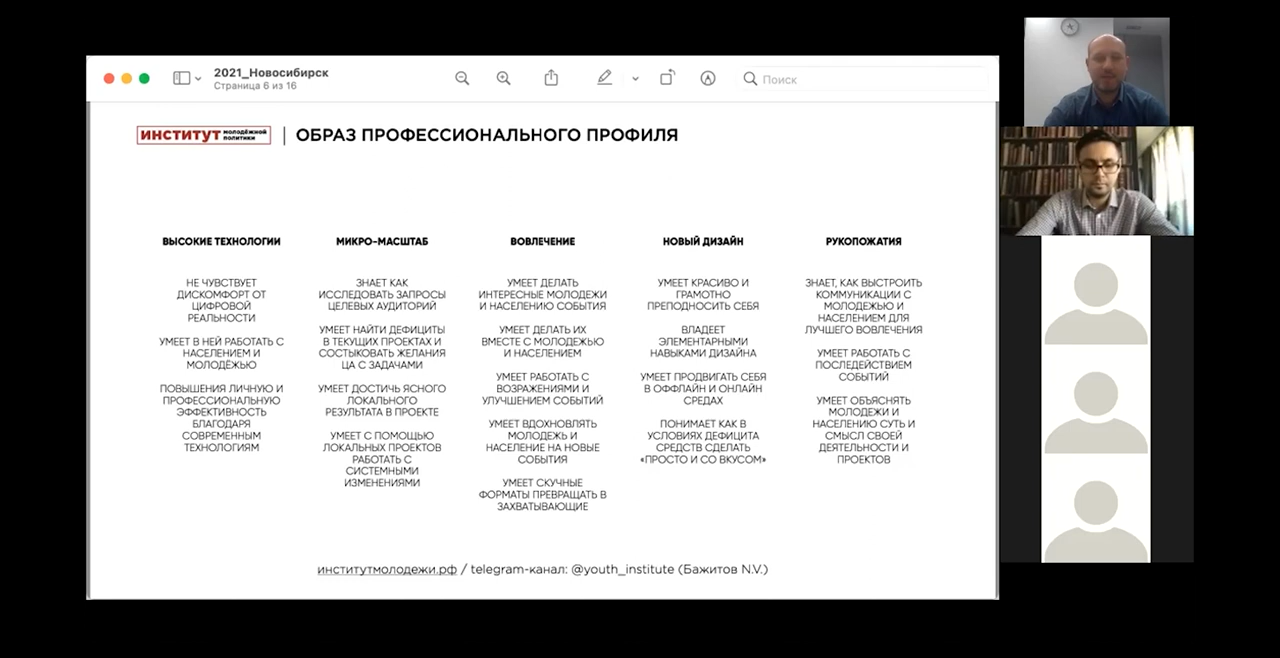 2021_Новосибирск
Страница 6 из 16
Поиск
ИНСТИТУТ МОЛОДЁЖНОЙ ПОЛИТИКИ
ОБРАЗ ПРОФЕССИОНАЛЬНОГО ПРОФИЛЯ
ВЫСОКИЕ ТЕХНОЛОГИИ
НЕ ЧУВСТВУЕТ
ДИСКОМФОРТ ОТ
ЦИФРОВОЙ
РЕАЛЬНОСТИ
УМЕЕТ В НЕЙ РАБОТАТЬ С
НАСЕЛЕНИЕМ И
МОЛОДЁЖЬЮ
ПОВЫШЕНИЯ ЛИЧНУЮ И
ПРОФЕССИОНАЛЬНУЮ
ЭФФЕКТИВНОСТЬ
БЛАГОДАРЯ
СОВРЕМЕННЫМ
ТЕХНОЛОГИЯМ
МИКРО-МАСШТАБ
ЗНАЕТ КАК
ИССЛЕДОВАТЬ ЗАПРОСЫ
ЦЕЛЕВЫХ АУДИТОРИЙ
УМЕЕТ НАЙТИ ДЕФИЦИТЫ
В ТЕКУЩИХ ПРОЕКТАХ И
СОСТЫКОВАТЬ ЖЕЛАНИЯ
ЦА С ЗАДАЧАМИ
УМЕЕТ ДОСТИЧЬ ЯСНОГО
ЛОКАЛЬНОГО
РЕЗУЛЬТАТА В ПРОЕКТЕ
УМЕЕТ С ПОМОЩЬЮ
ЛОКАЛЬНЫХ ПРОЕКТОВ
РАБОТАТЬ С
СИСТЕМНЫМИ
ИЗМЕНЕНИЯМИ
ВОВЛЕЧЕНИЕ
УМЕЕТ ДЕЛАТЬ
ИНТЕРЕСНЫЕ МОЛОДЕЖИ
И НАСЕЛЕНИЮ СОБЫТИЯ
УМЕЕТ ДЕЛАТЬ ИХ
ВМЕСТЕ С МОЛОДЕЖЬЮ
И НАСЕЛЕНИЕМ
УМЕЕТ РАБОТАТЬ С
ВОЗРАЖЕНИЯМИ И
УЛУЧШЕНИЕМ СОБЫТИЙ
УМЕЕТ ВДОХНОВЛЯТЬ
МОЛОДЕЖЬ И
НАСЕЛЕНИЕ НА НОВЫЕ
СОБЫТИЯ
УМЕЕТ СКУЧНЫЕ
ФОРМАТЫ ПРЕВРАЩАТЬ В
ЗАХВАТЫВАЮЩИЕ
НОВЫЙ ДИЗАЙН
УМЕЕТ КРАСИВО И
ГРАМОТНО
ПРЕПОДНОСИТЬ СЕБЯ
ВЛАДЕЕТ
ЭЛЕМЕНТАРНЫМИ
НАВЫКАМИ ДИЗАЙНА
УМЕЕТ ПРОДВИГАТЬ СЕБЯ
В ОФФЛАЙН И ОНЛАЙН
СРЕДАХ
ПОНИМАЕТ КАК В
УСЛОВИЯХ ДЕФИЦИТА
СРЕДСТВ СДЕЛАТЬ
«ПРОСТО И СО ВКУСОМ»
РУКОПОЖАТИЯ
ЗНАЕТ, КАК ВЫСТРОИТЬ
КОММУНИКАЦИИ С
МОЛОДЕЖЬЮ И
НАСЕЛЕНИЕМ ДЛЯ
ЛУЧШЕГО ВОВЛЕЧЕНИЯ
УМЕЕТ РАБОТАТЬ С
ПОСЛЕДЕЙСТВИЕМ
СОБЫТИЙ
УМЕЕТ ОБЪЯСНЯТЬ
МОЛОДЕЖИ И
НАСЕЛЕНИЮ СУТЬ И
СМЫСЛ СВОЕЙ
ДЕЯТЕЛЬНОСТИ И
ПРОЕКТОВ
институтмолодежи.рф / telegram-канал: @youth_institute (Бажитов N.V.)